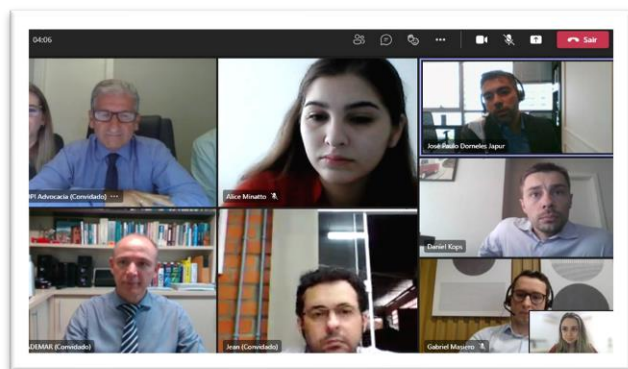 04:06
Sair
José Paulo Dorneles Japur
IPI Advocacia (Convidado) ...
Alice Minatto
Daniel Kops
ADEMAR (Convidado)
Jean (Convidado)
Gabriel Masiero